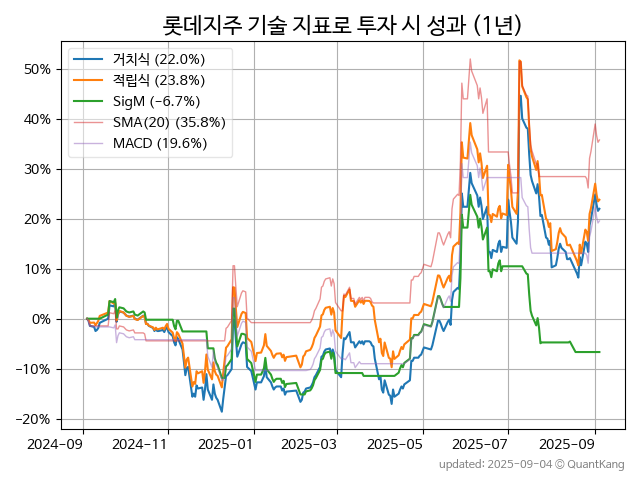 롯데지주 기술 지표로 투자 시 성과 (1년)
거치식 (22.0%)
적립식 (23.8%)
SigM (-6.7%)
SMA(20) (35.8%)
MACD (19.6%)
50%
40%
30%
20%
10%
0%
−10%
−20%
2024-09 2024-11 2025-01 2025-03 2025-05 2025-07 2025-09
updated: 2025-09-04 © QuantKang